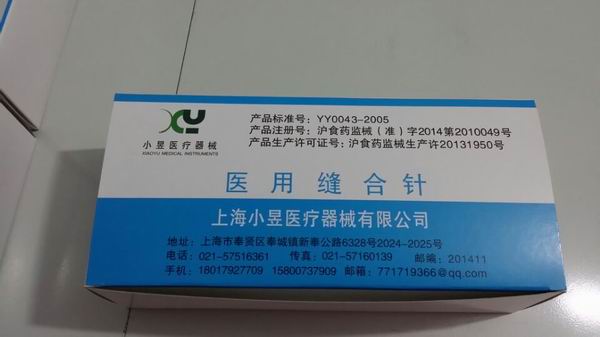 XY
小昱医疗器械
XIAOYU MEDICAL INSTRUMENTS
产品标准号：YY0043-2005
产品注册号：沪食药监械（准）字2014第2010049号
产品生产许可证号：沪食药监械生产许20131950号
医用缝合针
上海小昱医疗器械有限公司
地址：上海市奉贤区奉城镇新奉公路6328号2024-2025号
电话：021-57516361 传真：021-57160139 邮编：201411
手机：18017927709 15800737909 邮箱：771719366@qq.com